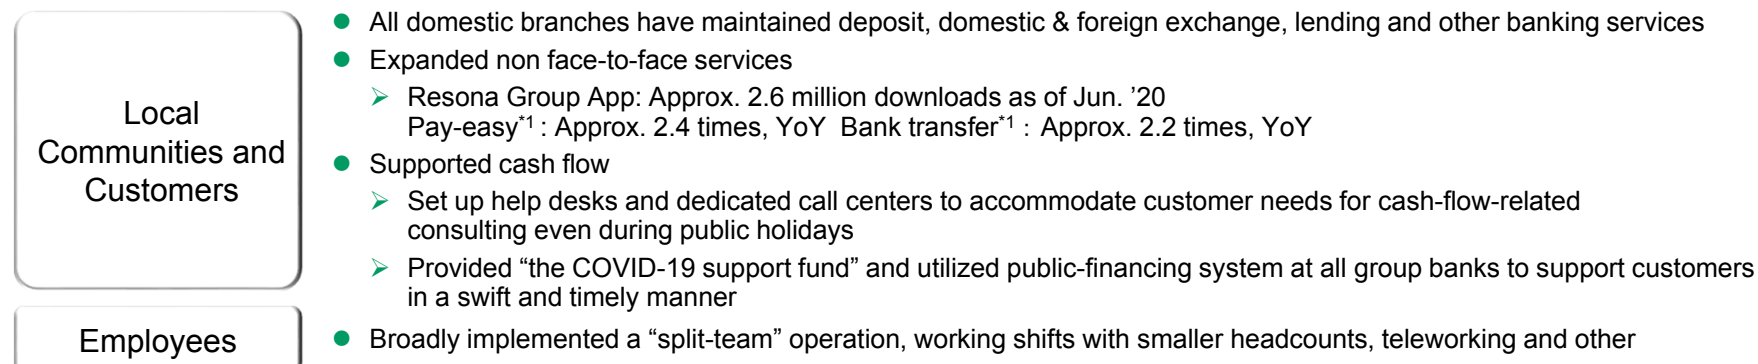 Local
Communities and
Customers
● All domestic branches have maintained deposit, domestic & foreign exchange, lending and other banking services
● Expanded non face-to-face services
➢ Resona Group App: Approx. 2.6 million downloads as of Jun. ’20
Pay-easy*1 : Approx. 2.4 times, YoY Bank transfer*1 : Approx. 2.2 times, YoY
● Supported cash flow
➢ Set up help desks and dedicated call centers to accommodate customer needs for cash-flow-related
consulting even during public holidays
➢ Provided “the COVID-19 support fund” and utilized public-financing system at all group banks to support customers
in a swift and timely manner
Employees
● Broadly implemented a “split-team” operation, working shifts with smaller headcounts, teleworking and other